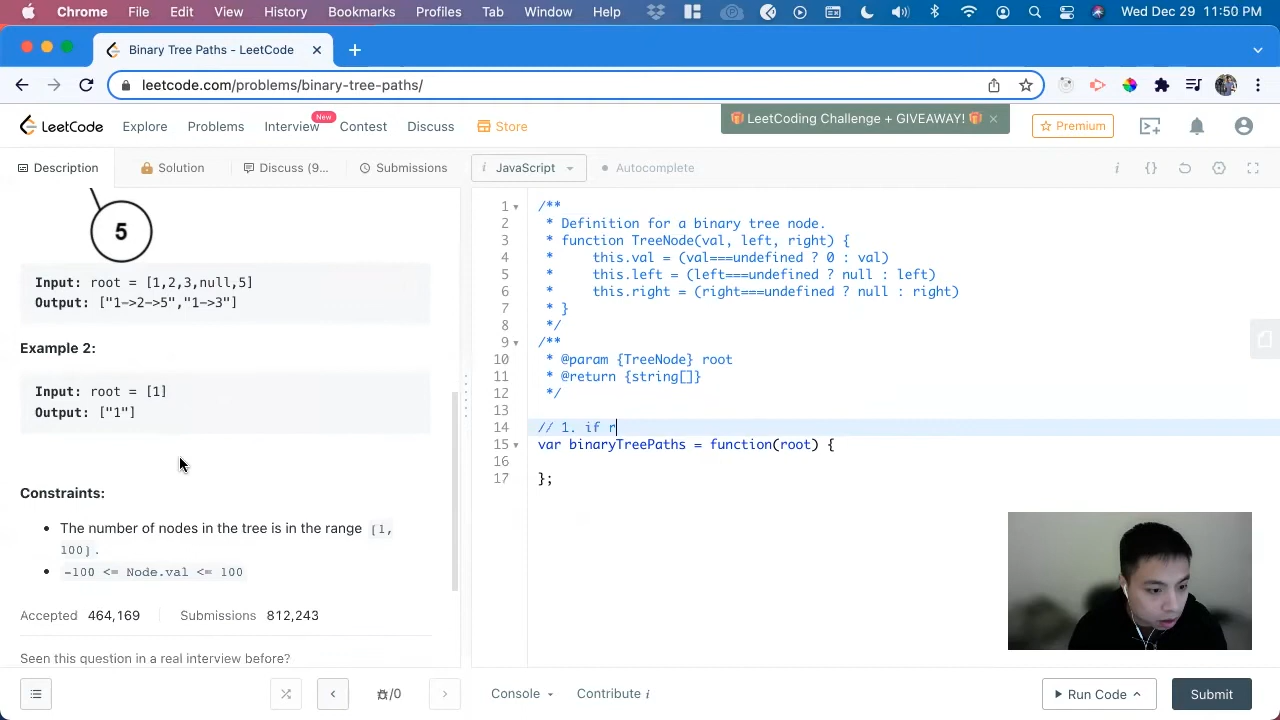 Chrome File Edit View History Bookmarks Profiles Tab Window Help Wed Dec 29 11:50 PM
Binary Tree Paths - LeetCode
leetcode.com/problems/binary-tree-paths/
LeetCode Explore Problems Interview New Contest Discuss Store LeetCoding Challenge + GIVEAWAY! Premium
Description Solution Discuss (9... Submissions JavaScript Autocomplete
5
Input: root = [1,2,3,null,5]
Output: ["1->2->5","1->3"]
Example 2:
Input: root = [1]
Output: ["1"]
Constraints:
The number of nodes in the tree is in the range [1,
100].
-100 <= Node.val <= 100
Accepted 464,169 Submissions 812,243
Seen this question in a real interview before?
1 /**
2 * Definition for a binary tree node.
3 * function TreeNode(val, left, right) {
4 *     this.val = (val===undefined ? 0 : val)
5 *     this.left = (left===undefined ? null : left)
6 *     this.right = (right===undefined ? null : right)
7 * }
8 */
9 /**
10 * @param {TreeNode} root
11 * @return {string[]}
12 */
13
14 // 1. if r
15 var binaryTreePaths = function(root) {
16
17 };
/0 Console Contribute i Run Code Submit